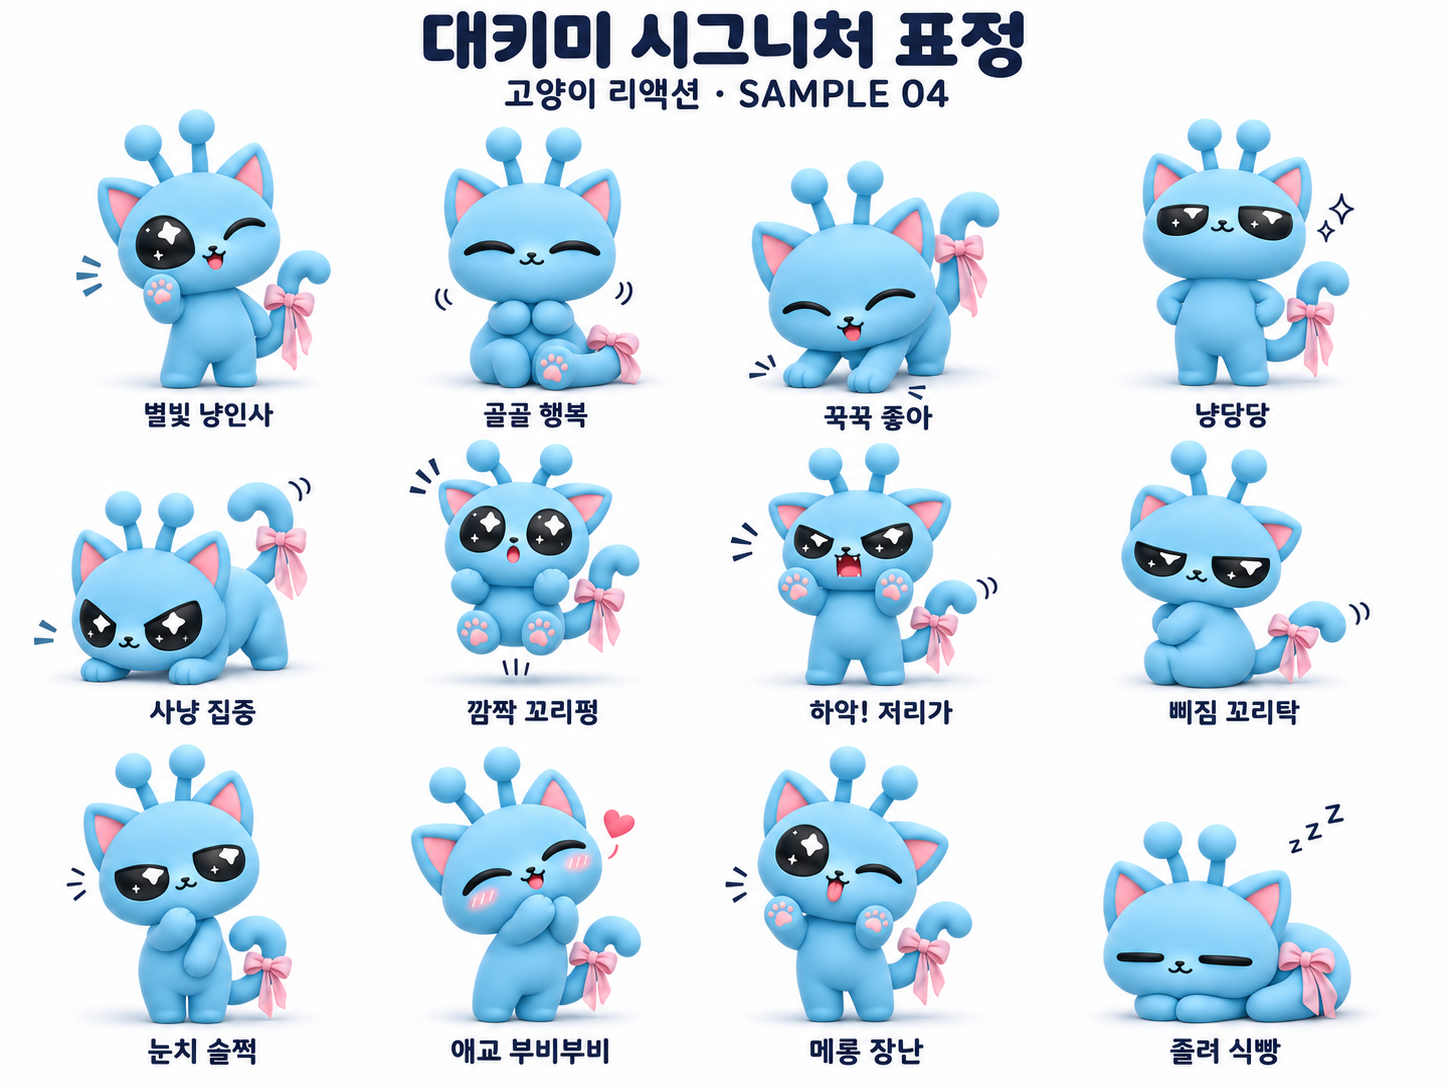 대키미 시그니처 표정
고양이 리액션 · SAMPLE 04
별빛 냥인사
골골 행복
꾹꾹 좋아
냥당당
사냥 집중
깜짝 꼬리펑
하악! 저리가
삐짐 꼬리탁
눈치 슬쩍
애교 부비부비
메롱 장난
z z Z
졸려 식빵